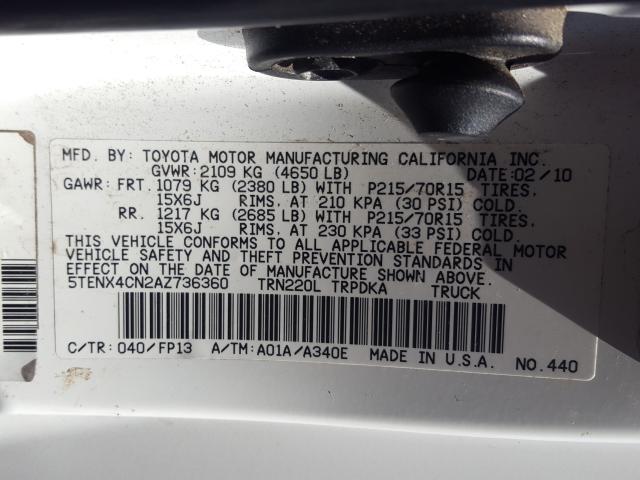 MFD. BY: TOYOTA MOTOR MANUFACTURING CALIFORNIA INC.
GVWR: 2109 KG (4650 LB) DATE: 02/10
GAWR: FRT. 1079 KG (2380 LB) WITH P215/70R15 TIRES.
15X6J RIMS, AT 210 KPA (30 PSI) COLD.
RR. 1217 KG (2685 LB) WITH P215/70R15 TIRES.
15X6J RIMS, AT 230 KPA (33 PSI) COLD.
THIS VEHICLE CONFORMS TO ALL APPLICABLE FEDERAL MOTOR
VEHICLE SAFETY AND THEFT PREVENTION STANDARDS IN
EFFECT ON THE DATE OF MANUFACTURE SHOWN ABOVE.
5TENX4CN2AZ736360 TRN220L TRPDKA TRUCK
C/TR: 040/FP13 A/TM: A01A/A340E MADE IN U.S.A. NO. 440